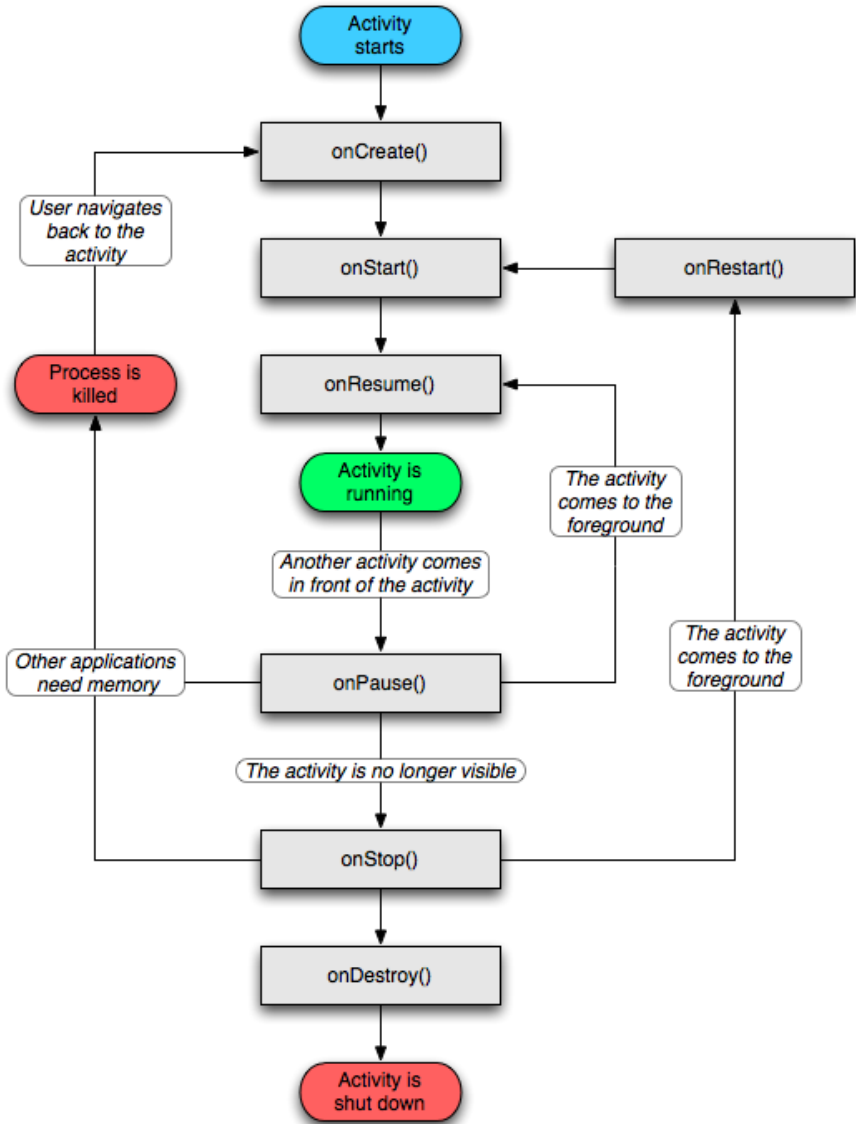 Activity
starts
onCreate()
User navigates
back to the
activity
onStart()
onRestart()
Process is
killed
onResume()
Activity is
running
The activity
comes to the
foreground
Another activity comes
in front of the activity
The activity
comes to the
foreground
Other applications
need memory
onPause()
The activity is no longer visible
onStop()
onDestroy()
Activity is
shut down